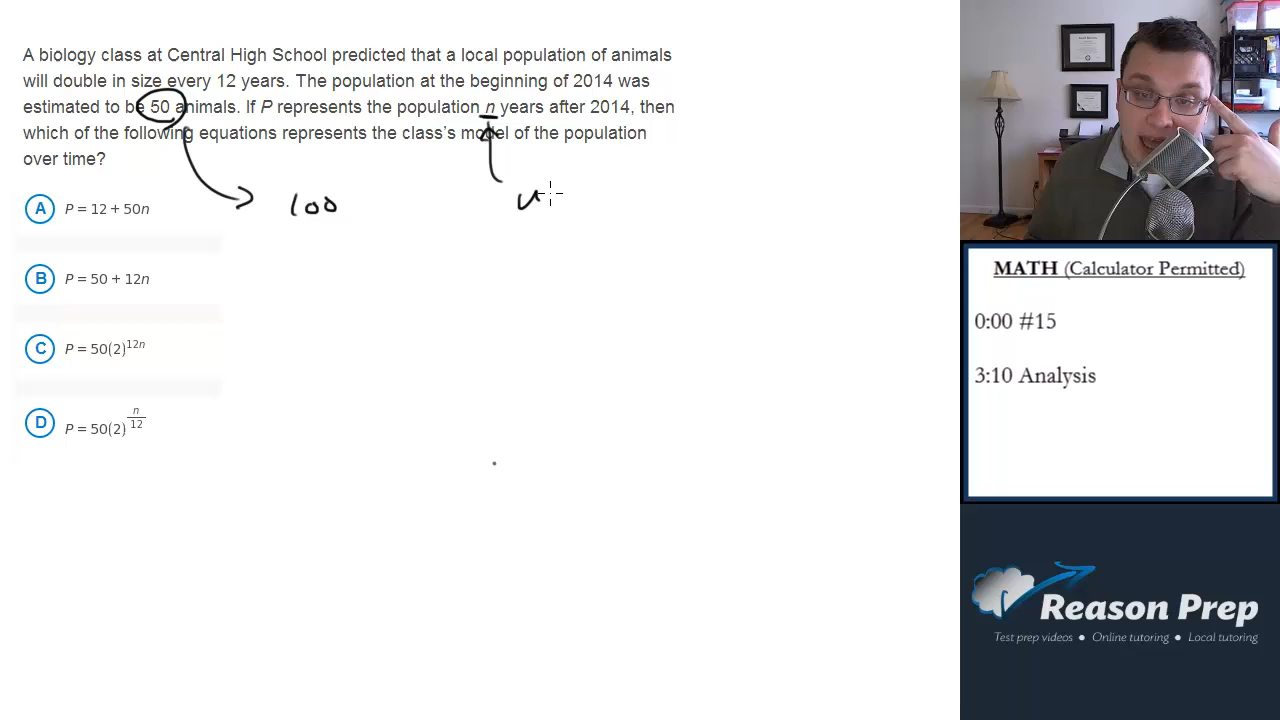 A biology class at Central High School predicted that a local population of animals
will double in size every 12 years. The population at the beginning of 2014 was
estimated to be 50 animals. If P represents the population n years after 2014, then
which of the following equations represents the class’s model of the population
over time?
100
A P = 12 + 50n
B P = 50 + 12n
C P = 50(2)^{12n}
D P = 50(2)^{n/12}
MATH (Calculator Permitted)
0:00 #15
3:10 Analysis
Reason Prep
Test prep videos ● Online tutoring ● Local tutoring